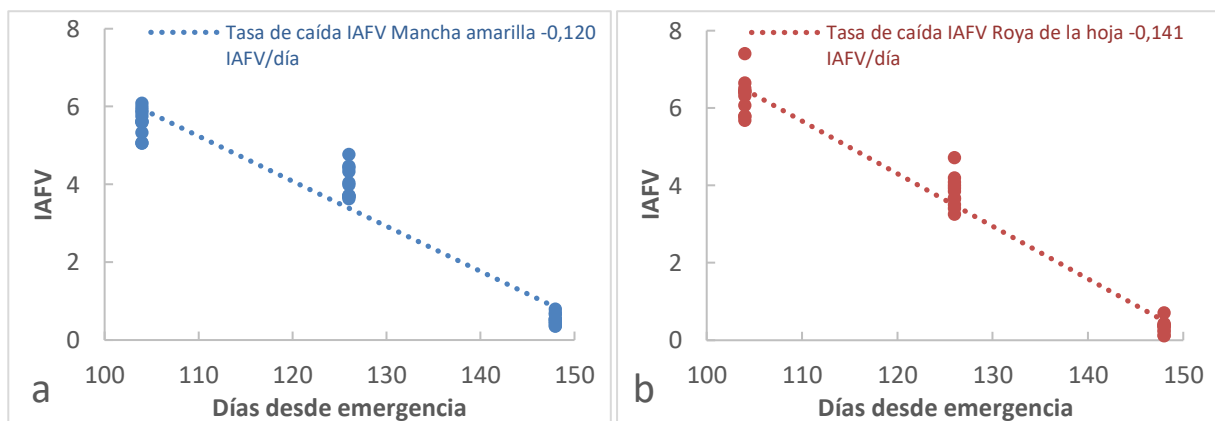 Tasa de caída IAFV Mancha amarilla -0,120
IAFV/día
8
6
4
2
0
IAFV
100
110
120
130
140
150
Días desde emergencia
a
Tasa de caída IAFV Roya de la hoja -0,141
IAFV/día
8
6
4
2
0
IAFV
100
110
120
130
140
150
Días desde emergencia
b